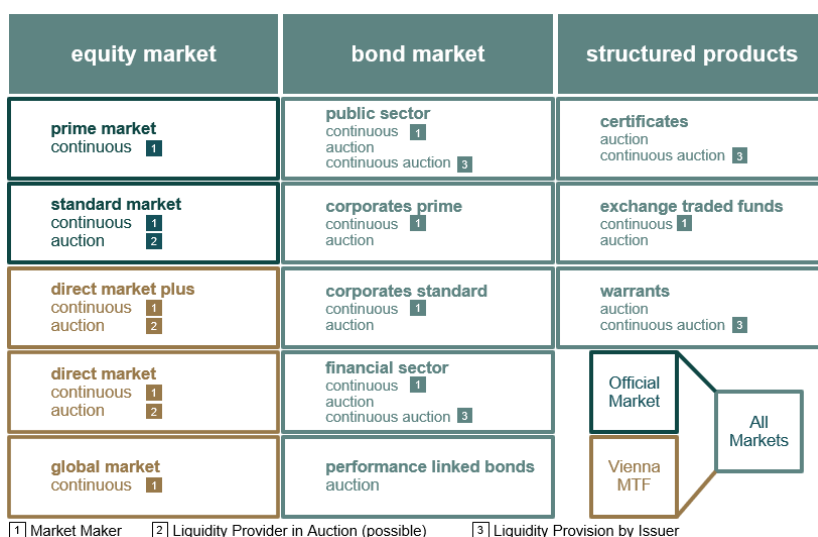 equity market
bond market
structured products
prime market
continuous 1
public sector
continuous 1
auction
continuous auction 3
certificates
auction
continuous auction 3
standard market
continuous 1
auction 2
corporates prime
continuous 1
auction
exchange traded funds
continuous 1
auction
direct market plus
continuous 1
auction 2
corporates standard
continuous 1
auction
warrants
auction
continuous auction 3
direct market
continuous 1
auction 2
financial sector
continuous 1
auction
continuous auction 3
Official
Market
All
Markets
global market
continuous 1
performance linked bonds
auction
Vienna
MTF
1 Market Maker 2 Liquidity Provider in Auction (possible) 3 Liquidity Provision by Issuer